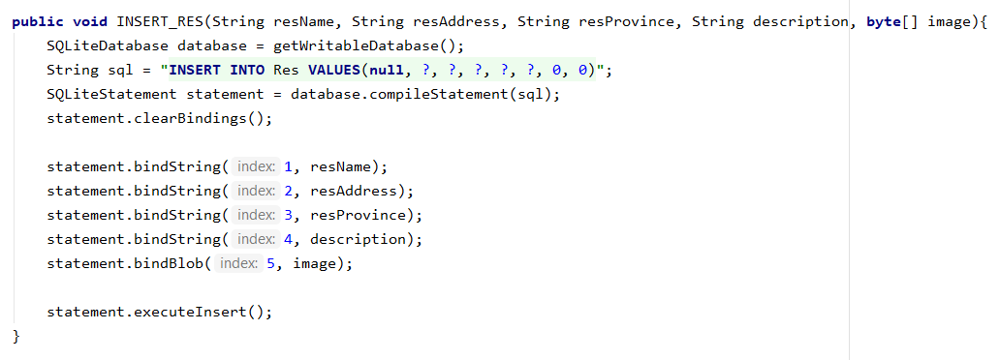 public void INSERT_RES(String resName, String resAddress, String resProvince, String description, byte[] image){
SQLiteDatabase database = getWritableDatabase();
String sql = "INSERT INTO Res VALUES(null, ?, ?, ?, ?, ?, 0, 0)";
SQLiteStatement statement = database.compileStatement(sql);
statement.clearBindings();
statement.bindString( index: 1, resName);
statement.bindString( index: 2, resAddress);
statement.bindString( index: 3, resProvince);
statement.bindString( index: 4, description);
statement.bindBlob( index: 5, image);
statement.executeInsert();
}